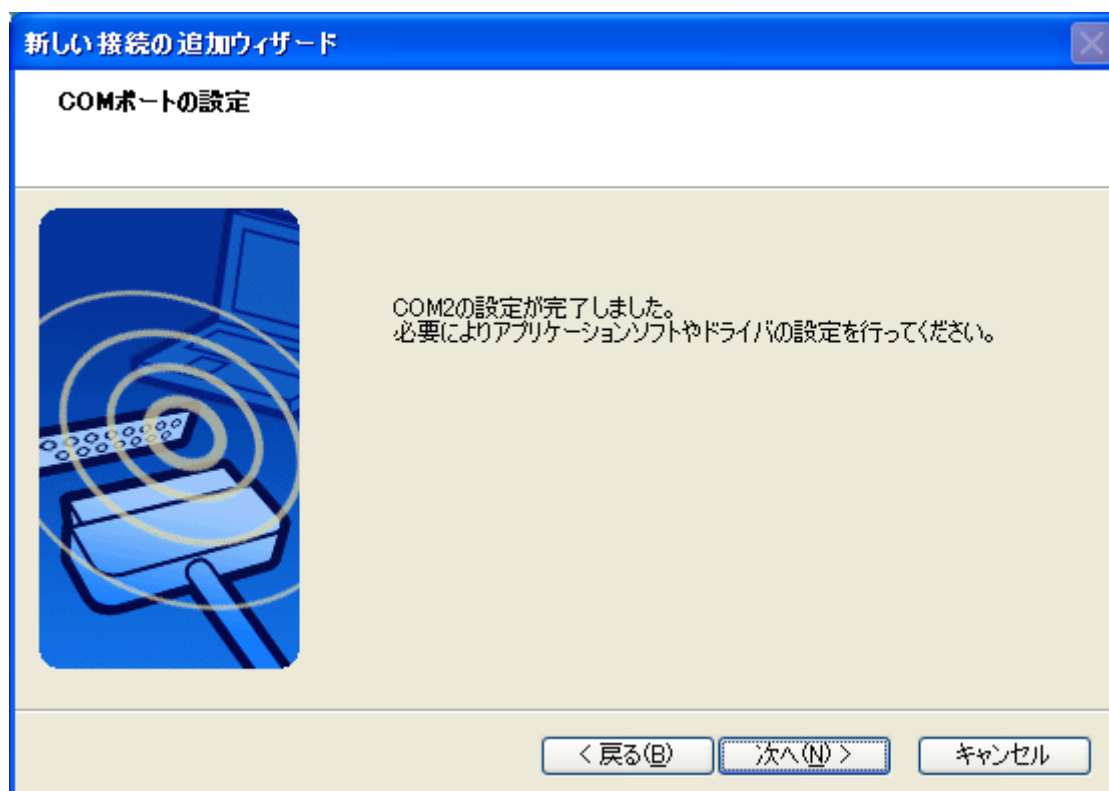 新しい接続の追加ウィザード
COMポートの設定
COM2の設定が完了しました。
必要によりアプリケーションソフトやドライバの設定を行ってください。
< 戻る(B)
次へ(N) >
キャンセル